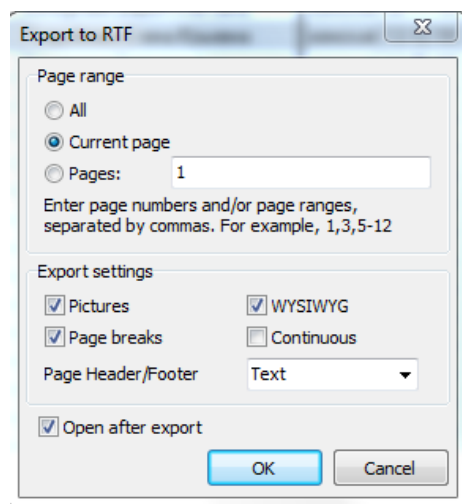 Export to RTF
Page range
All
Current page
Pages: 1
Enter page numbers and/or page ranges,
separated by commas. For example, 1,3,5-12
Export settings
Pictures WYSIWYG
Page breaks Continuous
Page Header/Footer Text
Open after export
OK Cancel